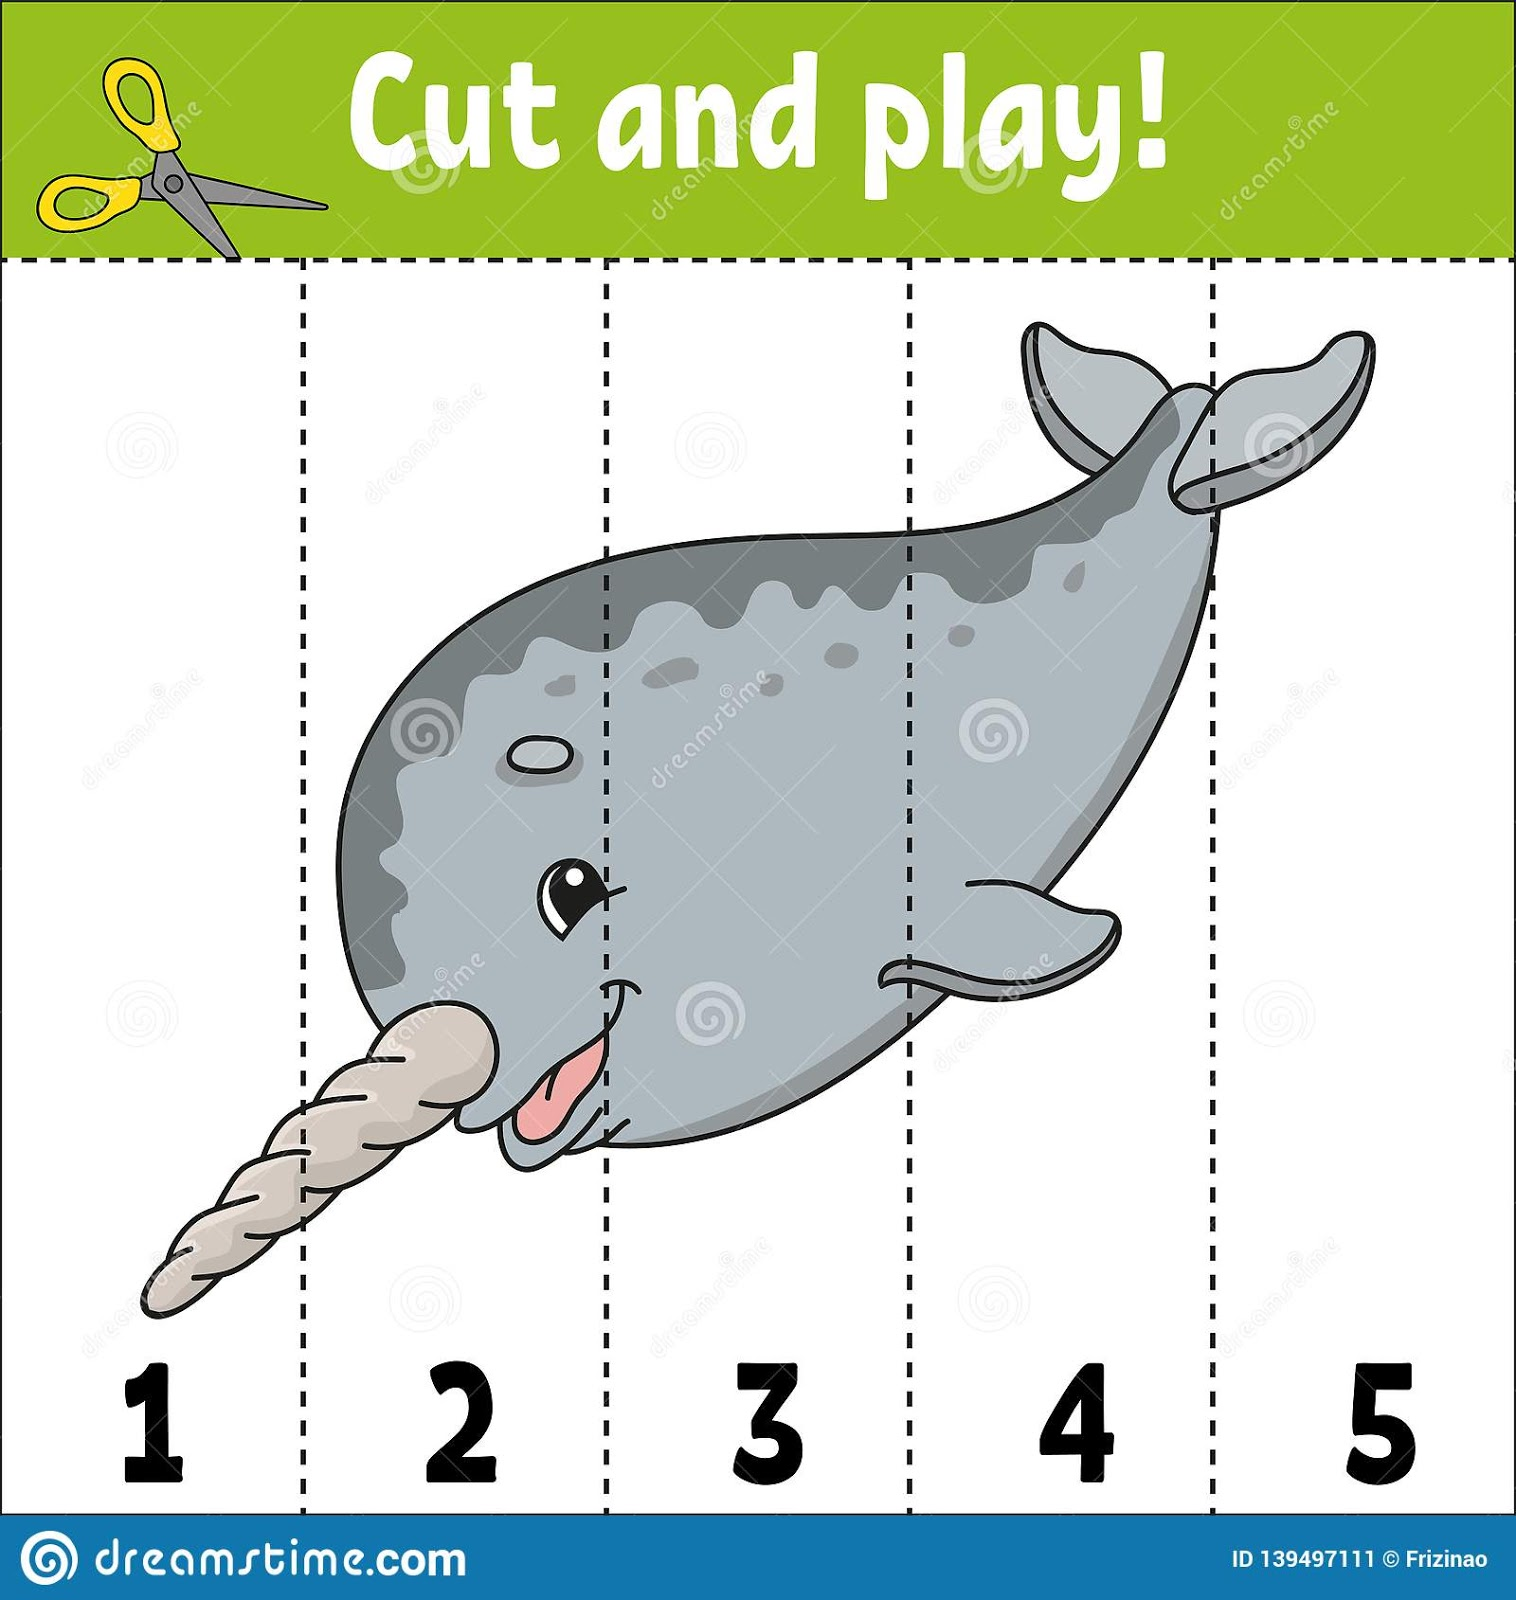 Cut and play!
1 2 3 4 5
dreamstime.com
ID 139497111 © Frizinao